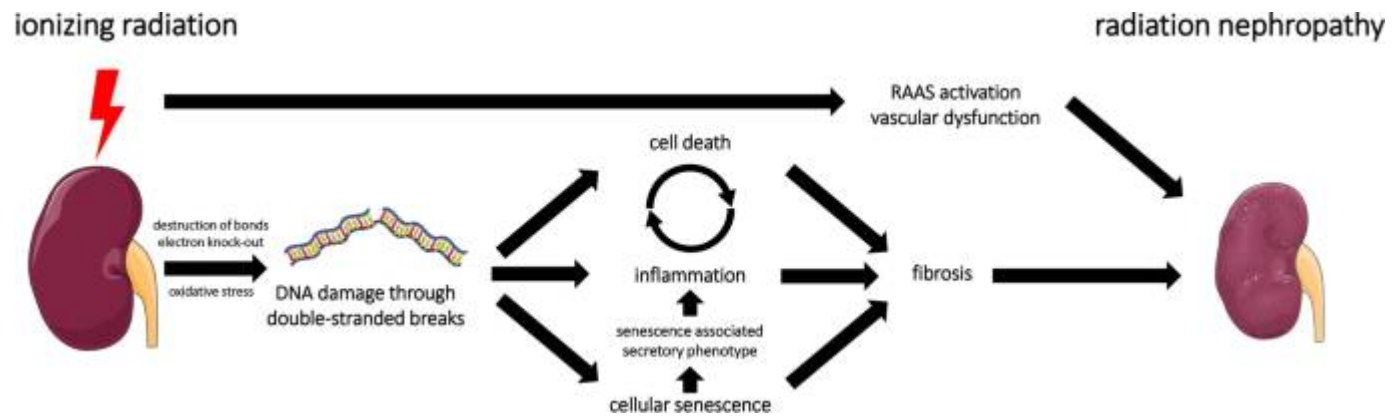 ionizing radiation
radiation nephropathy
RAAS activation
vascular dysfunction
cell death
destruction of bonds
electron knock-out
oxidative stress
DNA damage through
double-stranded breaks
inflammation
fibrosis
senescence associated
secretory phenotype
cellular senescence